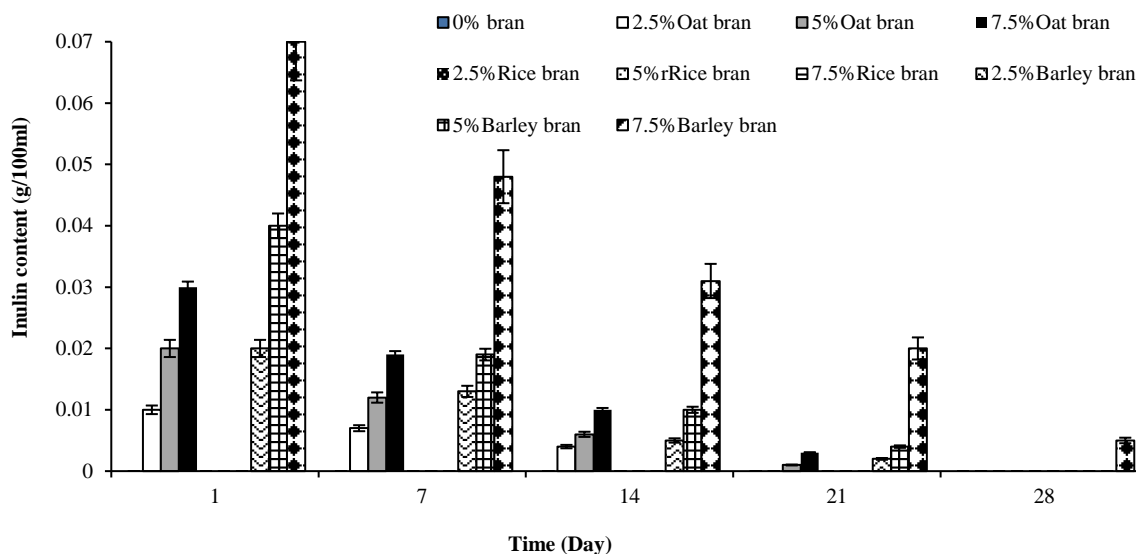 0% bran 2.5%Oat bran 5%Oat bran 7.5%Oat bran
2.5%Rice bran 5%rRice bran 7.5%Rice bran 2.5%Barley bran
5%Barley bran 7.5%Barley bran
Inulin content (g/100ml)
0.07
0.06
0.05
0.04
0.03
0.02
0.01
0
1 7 14 21 28
Time (Day)